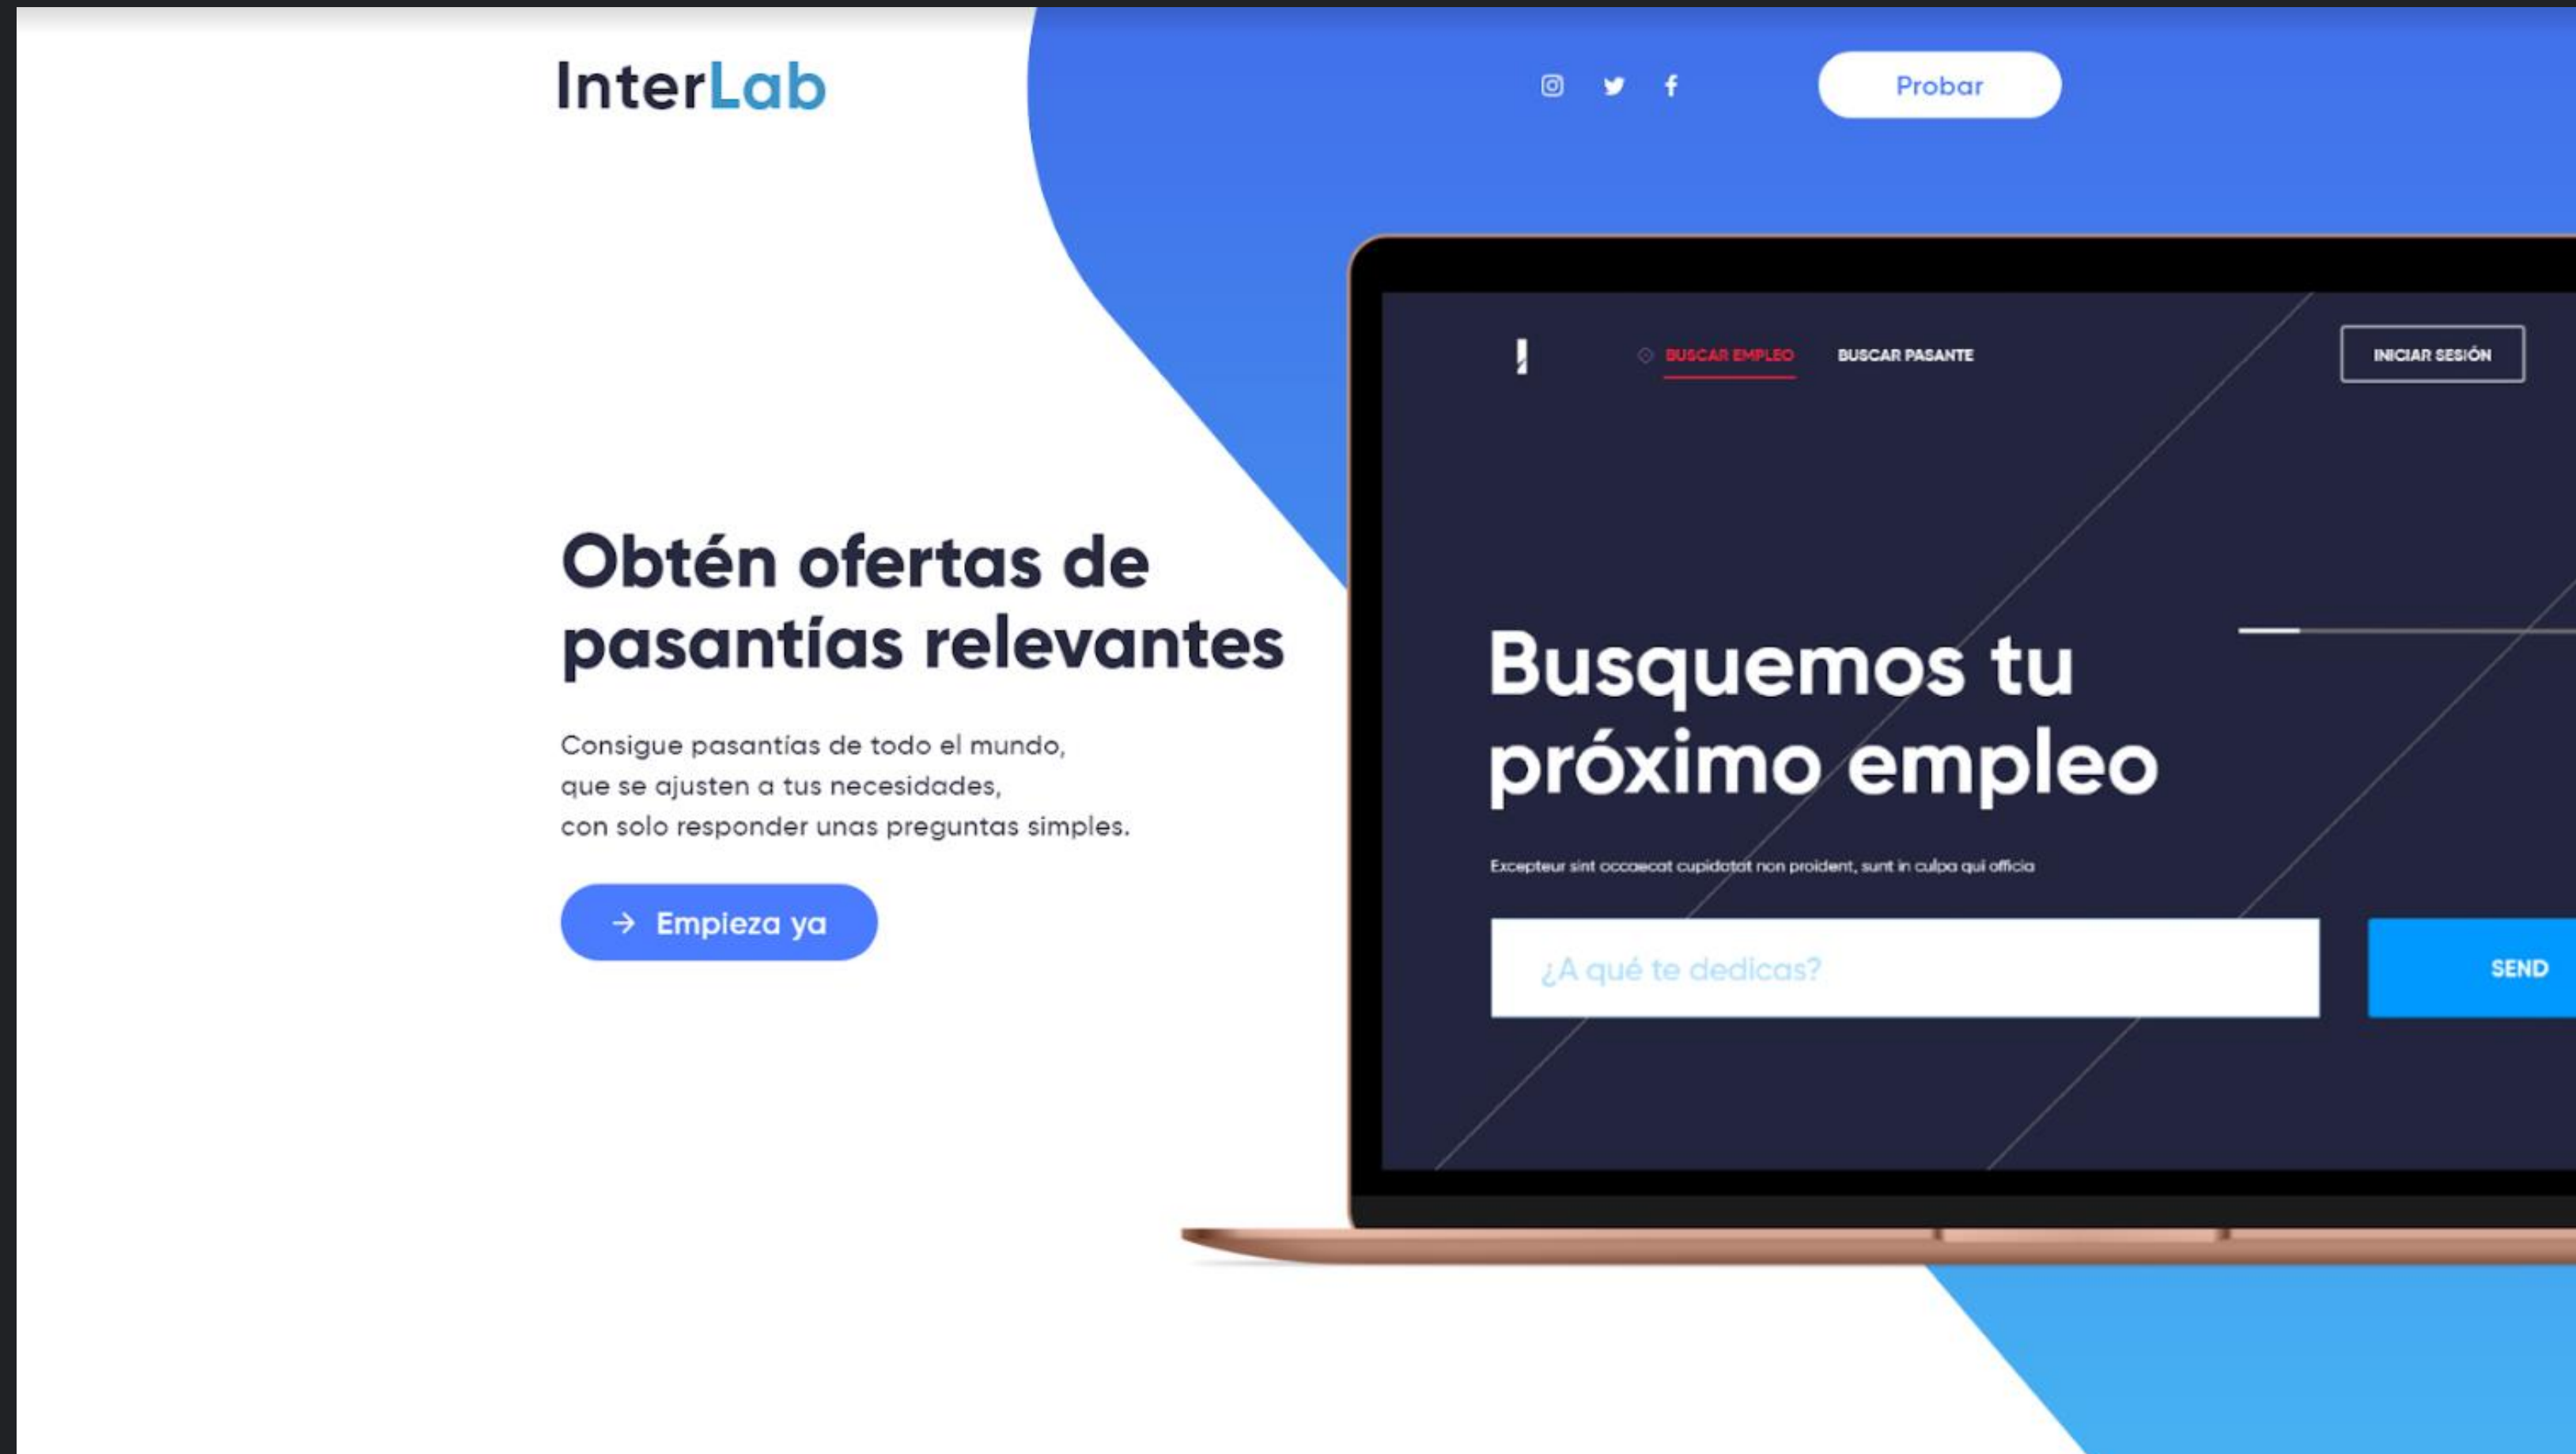 InterLab
Probar
Obtén ofertas de
pasantías relevantes
Consigue pasantías de todo el mundo,
que se ajusten a tus necesidades,
con solo responder unas preguntas simples.
→ Empieza ya
BUSCAR EMPLEO
BUSCAR PASANTE
INICIAR SESIÓN
Busquemos tu
próximo empleo
Excepteur sint occaecat cupidatat non proident, sunt in culpa qui officia
¿A qué te dedicas?
SEND